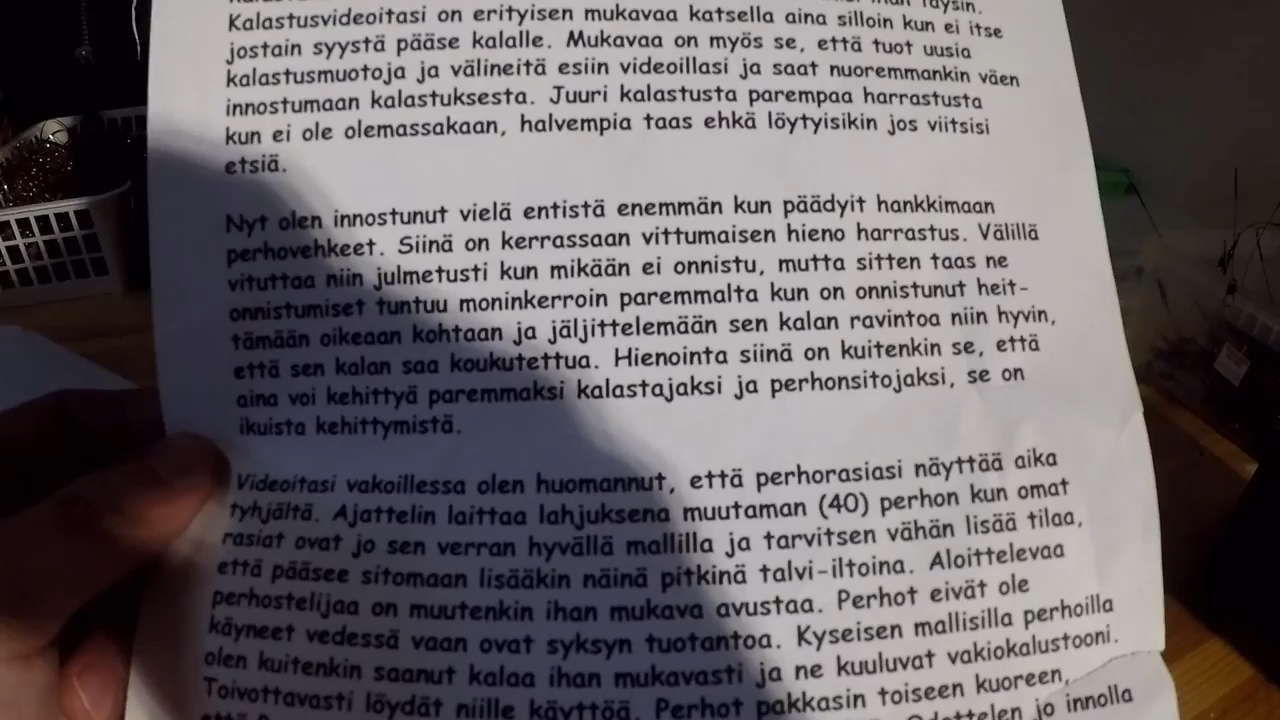 täysin.
Kalastusvideoitasi on erityisen mukavaa katsella aina silloin kun ei itse
jostain syystä pääse kalalle. Mukavaa on myös se, että tuot uusia
kalastusmuotoja ja välineitä esiin videoillasi ja saat nuoremmankin väen
innostumaan kalastuksesta. Juuri kalastusta parempaa harrastusta
kun ei ole olemassakaan, halvempia taas ehkä löytyisikin jos viitsisi
etsiä.
Nyt olen innostunut vielä entistä enemmän kun päädyit hankkimaan
perhovehkeet. Siinä on kerrassaan vittumaisen hieno harrastus. Välillä
vituttaa niin julmetusti kun mikään ei onnistu, mutta sitten taas ne
onnistumiset tuntuu moninkerroin paremmalta kun on onnistunut heit-
tämään oikeaan kohtaan ja jäljittelemään sen kalan ravintoa niin hyvin,
että sen kalan saa koukutettua. Hienointa siinä on kuitenkin se, että
aina voi kehittyä paremmaksi kalastajaksi ja perhonsitojaksi, se on
ikuista kehittymistä.
Videoitasi vakoillessa olen huomannut, että perhorasiasi näyttää aika
tyhjältä. Ajattelin laittaa lahjuksena muutaman (40) perhon kun omat
rasiat ovat jo sen verran hyvällä mallilla ja tarvitsen vähän lisää tilaa,
että pääsee sitomaan lisääkin näinä pitkinä talvi-iltoina. Aloittelevaa
perhostelijaa on muutenkin ihan mukava avustaa. Perhot eivät ole
käyneet vedessä vaan ovat syksyn tuotantoa. Kyseisen mallisilla perhoilla
olen kuitenkin saanut kalaa ihan mukavasti ja ne kuuluvat vakiokalustooni.
Toivottavasti löydät niille käyttöä. Perhot pakkasin toiseen kuoreen,
että jo innolla